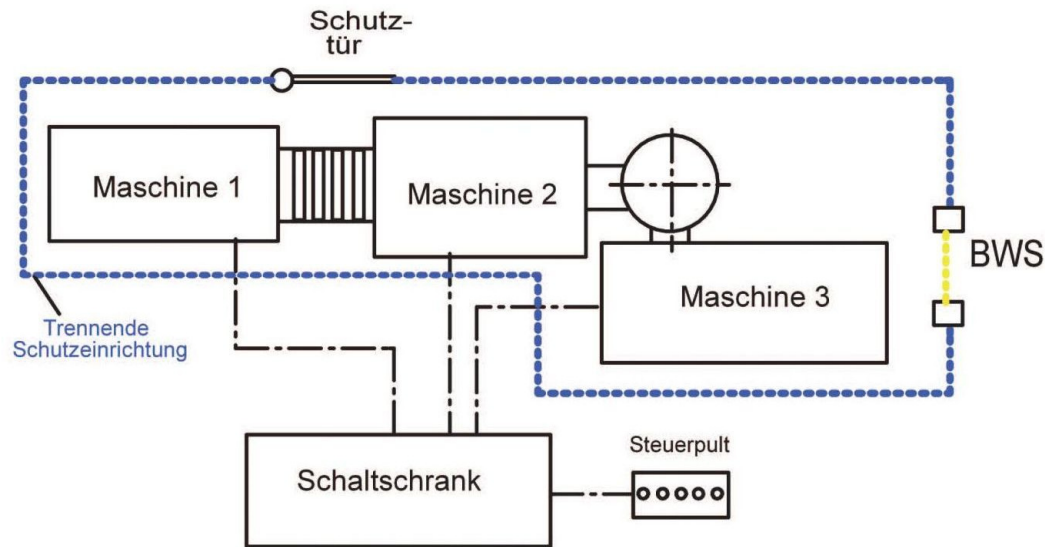 Schutz-
tür
Maschine 1
Maschine 2
BWS
Maschine 3
Trennende
Schutzeinrichtung
Steuerpult
Schaltschrank